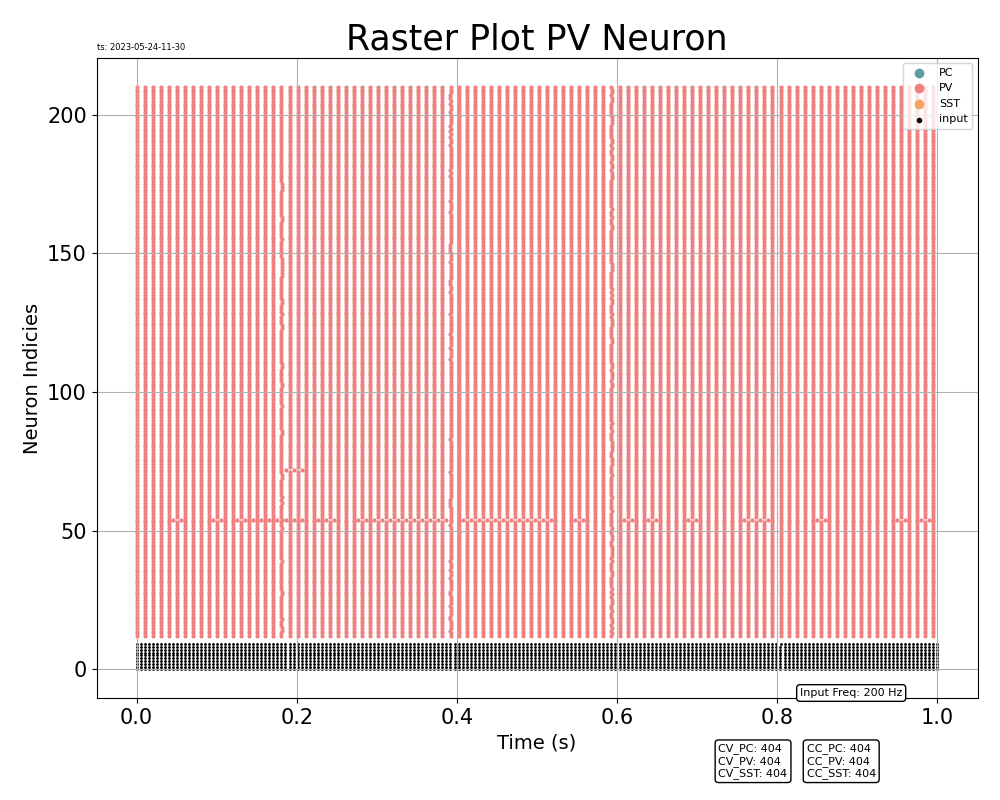 Raster Plot PV Neuron
ts: 2023-05-24-11-30
PC
PV
SST
input
Neuron Indicies
200
150
100
50
0
0.0 0.2 0.4 0.6 0.8 1.0
Input Freq: 200 Hz
Time (s)
CV_PC: 404
CV_PV: 404
CV_SST: 404
CC_PC: 404
CC_PV: 404
CC_SST: 404